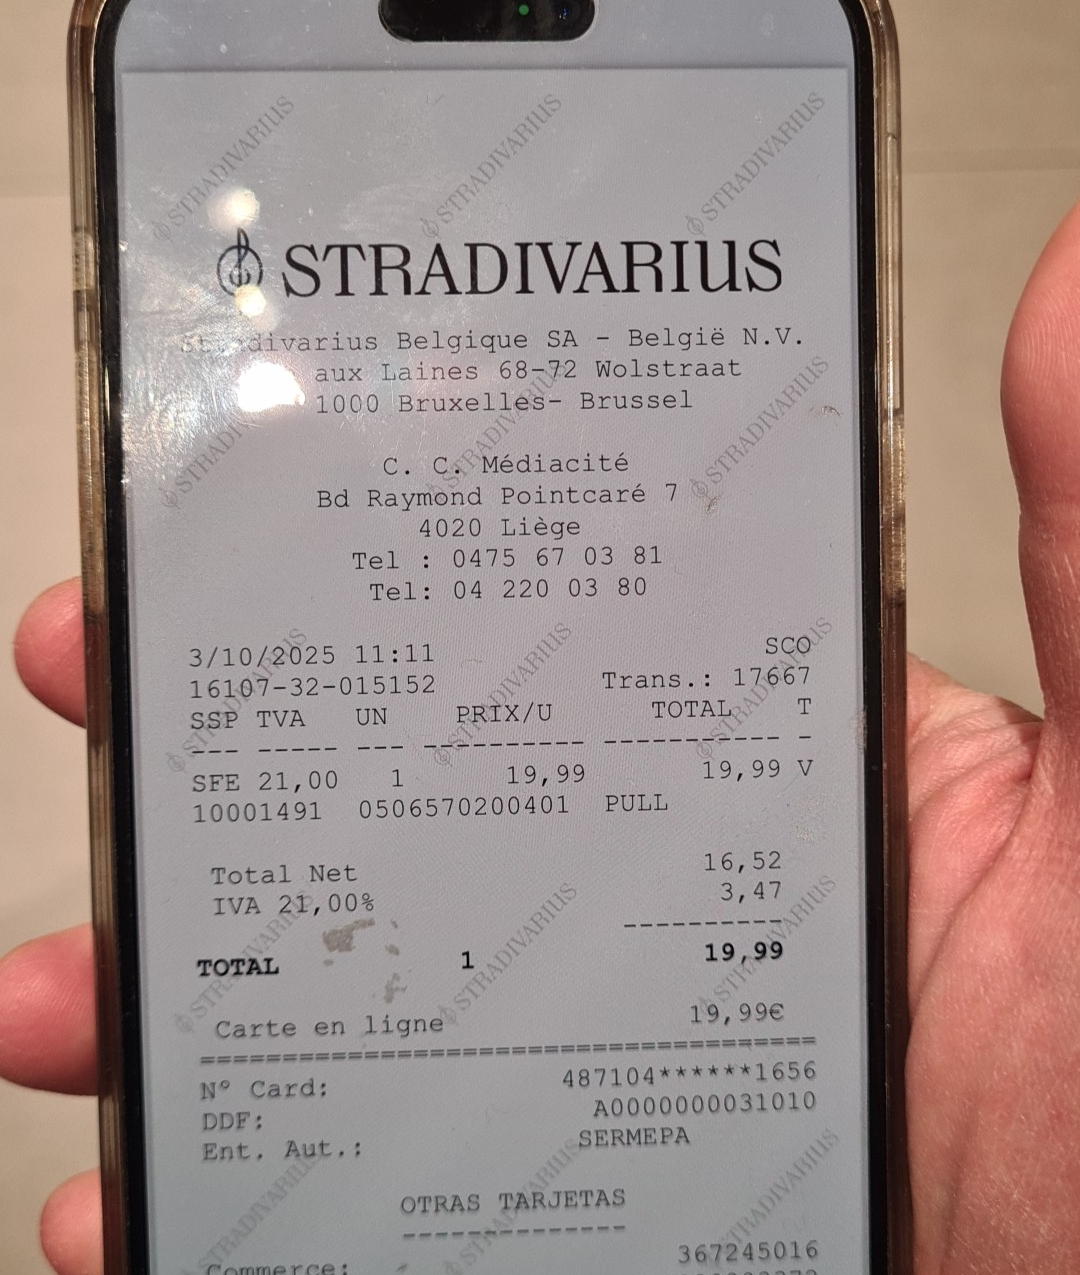 STRADIVARIUS
Stradivarius Belgique SA - België N.V.
aux Laines 68-72 Wolstraat
1000 Bruxelles- Brussel
C. C. Médiacité
Bd Raymond Pointcaré 7
4020 Liège
Tel : 0475 67 03 81
Tel: 04 220 03 80
3/10/2025 11:11 SCO
16107-32-015152 Trans.: 17667
SSP TVA UN PRIX/U TOTAL T
--- ----- --- ---------- ----------- -
SFE 21,00 1 19,99 19,99 V
10001491 0506570200401 PULL
Total Net 16,52
IVA 21,00% 3,47
----------
TOTAL 1 19,99
Carte en ligne 19,99€
======================================
Nº Card: 487104******1656
DDF: A0000000031010
Ent. Aut.: SERMEPA
OTRAS TARJETAS
--------------
Commerce: 367245016